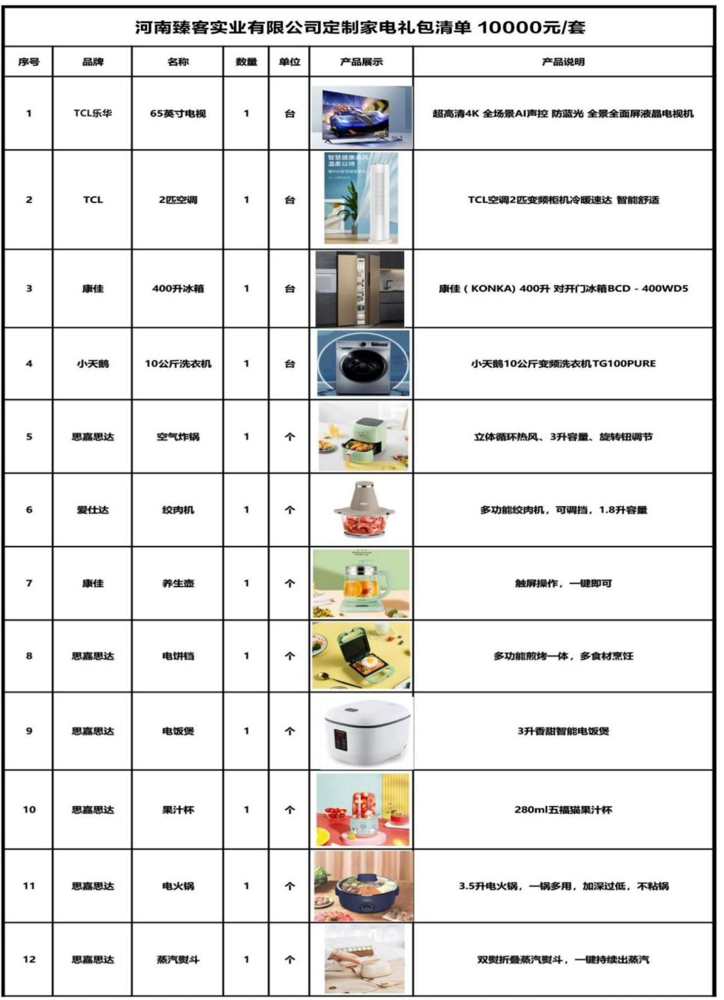 河南臻客实业有限公司定制家电礼包清单 10000元/套
序号 品牌 名称 数量 单位 产品展示 产品说明
1 TCL乐华 65英寸电视 1 台 超高清4K 全场景AI声控 防蓝光 全景全面屏液晶电视机
智慧健康柔风
温柔以待
2 TCL 2匹空调 1 台 TCL空调2匹变频柜机冷暖速达 智能舒适
3 康佳 400升冰箱 1 台 康佳（KONKA) 400升 对开门冰箱BCD－400WD5
4 小天鹅 10公斤洗衣机 1 台 小天鹅10公斤变频洗衣机TG100PURE
5 思嘉思达 空气炸锅 1 个 立体循环热风、3升容量、旋转钮调节
6 爱仕达 绞肉机 1 个 多功能绞肉机，可调挡，1.8升容量
7 康佳 养生壶 1 个 触屏操作，一键即可
8 思嘉思达 电饼铛 1 个 多功能煎烤一体，多食材烹饪
9 思嘉思达 电饭煲 1 个 3升香甜智能电饭煲
10 思嘉思达 果汁杯 1 个 280ml五福猫果汁杯
11 思嘉思达 电火锅 1 个 3.5升电火锅，一锅多用，加深过低，不粘锅
12 思嘉思达 蒸汽熨斗 1 个 双熨折叠蒸汽熨斗，一键持续出蒸汽